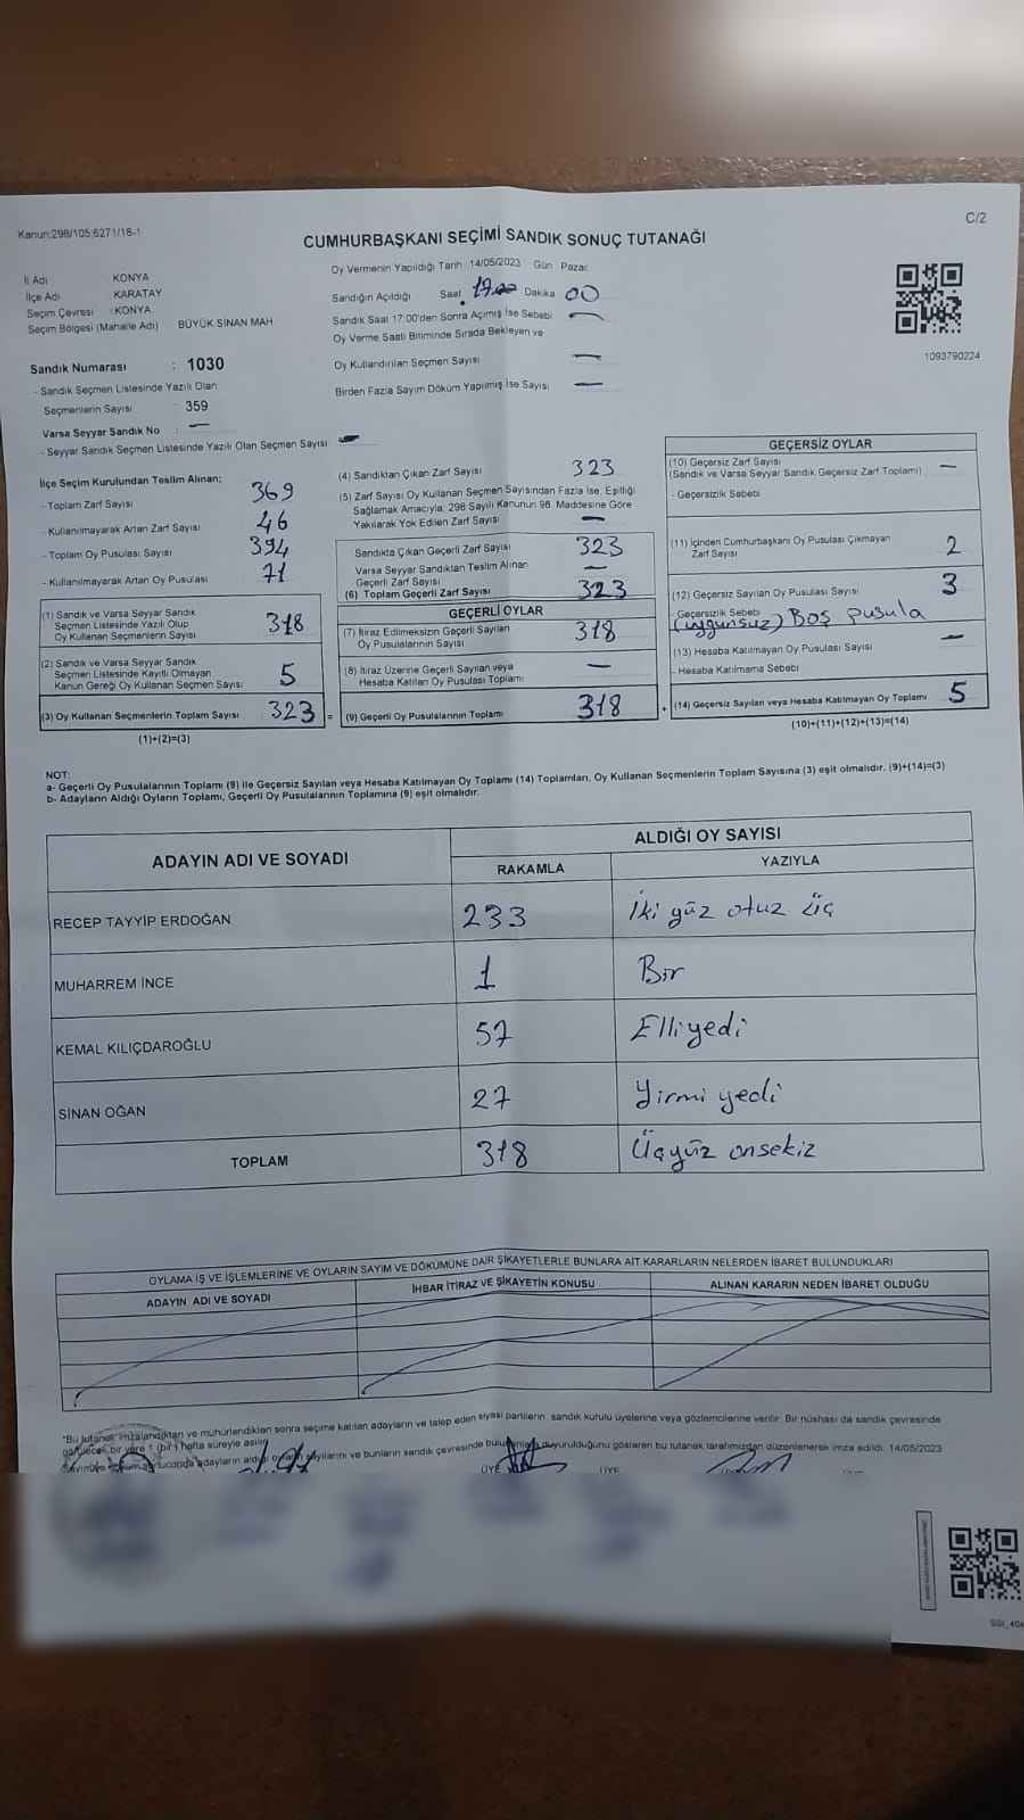 Kanun:298/105,6271/18-1
C/2
CUMHURBAŞKANI SEÇİMİ SANDIK SONUÇ TUTANAĞI
İl Adı KONYA
İlçe Adı KARATAY
Seçim Çevresi : KONYA
Seçim Bölgesi (Mahalle Adı) BÜYÜK SİNAN MAH
Sandık Numarası : 1030
- Sandık Seçmen Listesinde Yazılı Olan
Seçmenlerin Sayısı 359
Varsa Seyyar Sandık No : —
- Seyyar Sandık Seçmen Listesinde Yazılı Olan Seçmen Sayısı
Oy Vermenin Yapıldığı Tarih : 14/05/2023 Gün Pazar
Sandığın Açıldığı Saat Dakika 00
Sandık Saat 17:00'den Sonra Açımış İse Sebebi
Oy Verme Saati Bitiminde Sırada Bekleyen ve
Oy Kullandırılan Seçmen Sayısı —
Birden Fazla Sayım Döküm Yapılmış İse Sayısı —
1093790224
İlçe Seçim Kurulundan Teslim Alınan;
- Toplam Zarf Sayısı 369
- Kullanılmayarak Artan Zarf Sayısı 46
- Toplam Oy Pusulası Sayısı 394
- Kullanılmayarak Artan Oy Pusulası 71
(1) Sandık ve Varsa Seyyar Sandık
Seçmen Listesinde Yazılı Olup
Oy Kullanan Seçmenlerin Sayısı 318
(2) Sandık ve Varsa Seyyar Sandık
Seçmen Listesinde Kayıtlı Olmayan
Kanun Gereği Oy Kullanan Seçmen Sayısı 5
(3) Oy Kullanan Seçmenlerin Toplam Sayısı 323 =
(1)+(2)=(3)
(4) Sandıktan Çıkan Zarf Sayısı 323
(5) Zarf Sayısı Oy Kullanan Seçmen Sayısından Fazla İse, Eşitliği
Sağlamak Amacıyla, 298 Sayılı Kanunun 98. Maddesine Göre
Yakılarak Yok Edilen Zarf Sayısı —
Sandıkta Çıkan Geçerli Zarf Sayısı 323
Varsa Seyyar Sandıktan Teslim Alınan
Geçerli Zarf Sayısı —
(6) Toplam Geçerli Zarf Sayısı 323
GEÇERLİ OYLAR
(7) İtiraz Edilmeksizin Geçerli Sayılan
Oy Pusulalarının Sayısı 318
(8) İtiraz Üzerine Geçerli Sayılan veya
Hesaba Katılan Oy Pusulası Toplamı —
(9) Geçerli Oy Pusulalarının Toplamı 318 +
GEÇERSİZ OYLAR
(10) Geçersiz Zarf Sayısı
(Sandık ve Varsa Seyyar Sandık Geçersiz Zarf Toplamı) —
- Geçersizlik Sebebi
(11) İçinden Cumhurbaşkanı Oy Pusulası Çıkmayan
Zarf Sayısı 2
(12) Geçersiz Sayılan Oy Pusulası Sayısı 3
- Geçersizlik Sebebi
(uygunsuz) Boş pusula
(13) Hesaba Katılmayan Oy Pusulası Sayısı —
- Hesaba Katılmama Sebebi
(14) Geçersiz Sayılan veya Hesaba Katılmayan Oy Toplamı 5
(10)+(11)+(12)+(13)=(14)
NOT:
a- Geçerli Oy Pusulalarının Toplamı (9) ile Geçersiz Sayılan veya Hesaba Katılmayan Oy Toplamı (14) Toplamları, Oy Kullanan Seçmenlerin Toplam Sayısına (3) eşit olmalıdır. (9)+(14)=(3)
b- Adayların Aldığı Oyların Toplamı, Geçerli Oy Pusulalarının Toplamına (9) eşit olmalıdır.
ADAYIN ADI VE SOYADI ALDIĞI OY SAYISI
RAKAMLA YAZIYLA
RECEP TAYYİP ERDOĞAN 233 İki yüz otuz üç
MUHARREM İNCE 1 Bir
KEMAL KILIÇDAROĞLU 57 Elli yedi
SİNAN OĞAN 27 Yirmi yedi
TOPLAM 318 Üçyüz onsekiz
OYLAMA İŞ VE İŞLEMLERİNE VE OYLARIN SAYIM VE DÖKÜMÜNE DAİR ŞİKAYETLERLE BUNLARA AİT KARARLARIN NELERDEN İBARET BULUNDUKLARI
ADAYIN ADI VE SOYADI İHBAR İTİRAZ VE ŞİKAYETİN KONUSU ALINAN KARARIN NEDEN İBARET OLDUĞU
*Bu tutanak imzalandıktan ve mühürlendikten sonra seçime katılan adayların ve talep eden siyasi partilerin, sandık kurulu üyelerine veya gözlemcilerine verilir. Bir nüshası da sandık çevresinde
görülecek bir yere 1 (bir) hafta süreyle asılır.
sonucunda adayların aldığı oyların sayılarını ve bunların sandık çevresinde duyurulduğunu gösteren bu tutanak tarafımızdan düzenlenerek imza edildi. 14/05/2023
ÜYE ÜYE